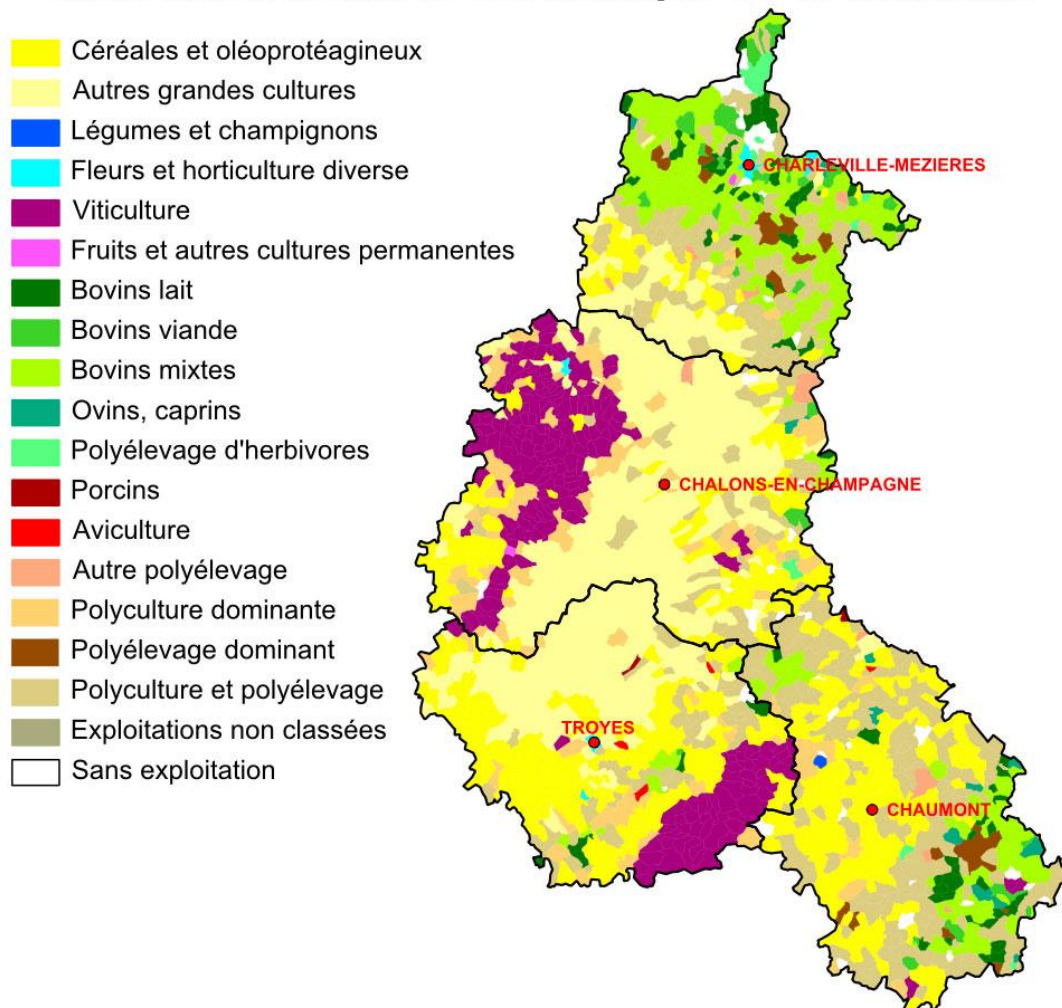 Céréales et oléoprotéagineux
Autres grandes cultures
Légumes et champignons
Fleurs et horticulture diverse
Viticulture
Fruits et autres cultures permanentes
Bovins lait
Bovins viande
Bovins mixtes
Ovins, caprins
Polyélevage d'herbivores
Porcins
Aviculture
Autre polyélevage
Polyculture dominante
Polyélevage dominant
Polyculture et polyélevage
Exploitations non classées
Sans exploitation
CHARLEVILLE-MEZIERES
CHALONS-EN-CHAMPAGNE
TROYES
CHAUMONT